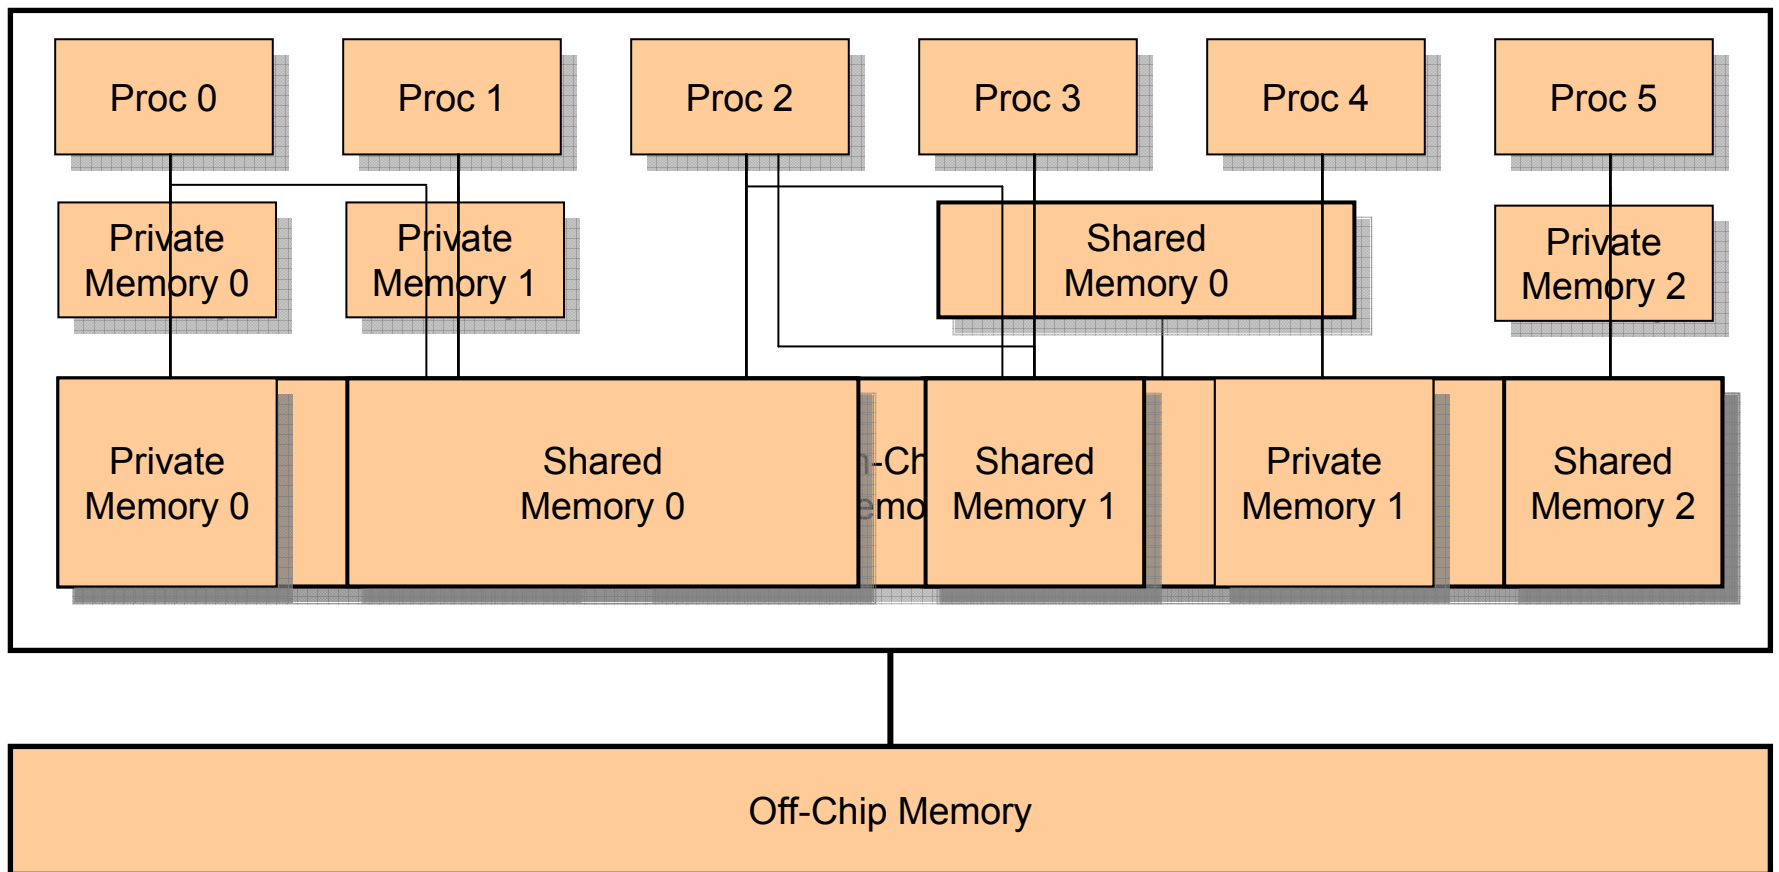 Proc 0
Proc 1
Proc 2
Proc 3
Proc 4
Proc 5
Private
Memory 0
Private
Memory 1
Shared
Memory 0
Private
Memory 2
Private
Memory 0
Shared
Memory 0
Shared
Memory 1
Private
Memory 1
Shared
Memory 2
Off-Chip Memory